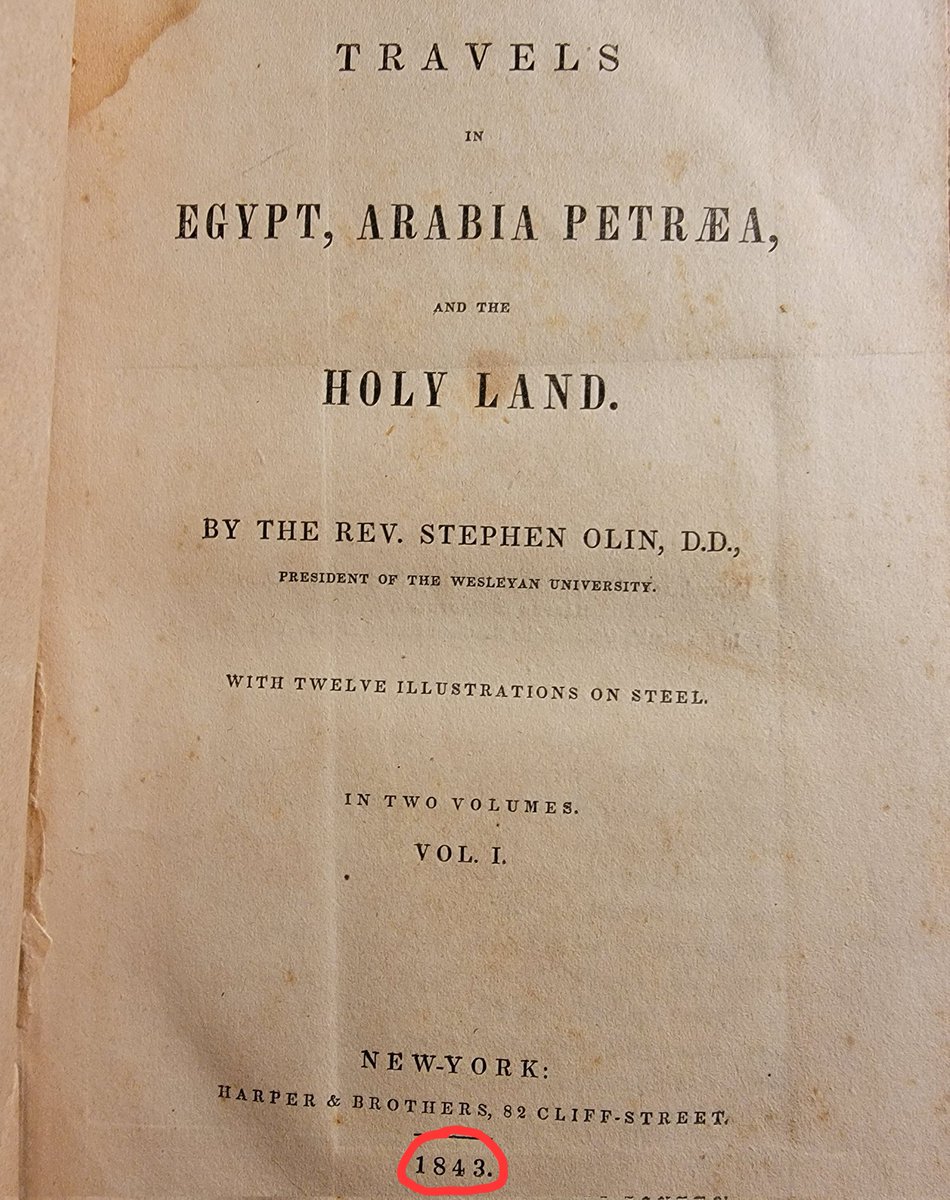 TRAVELS
IN
EGYPT, ARABIA PETRÆA,
AND THE
HOLY LAND.
BY THE REV. STEPHEN OLIN, D.D.,
PRESIDENT OF THE WESLEYAN UNIVERSITY.
WITH TWELVE ILLUSTRATIONS ON STEEL.
IN TWO VOLUMES.
VOL. I.
NEW-YORK:
HARPER & BROTHERS, 82 CLIFF-STREET.
1843.